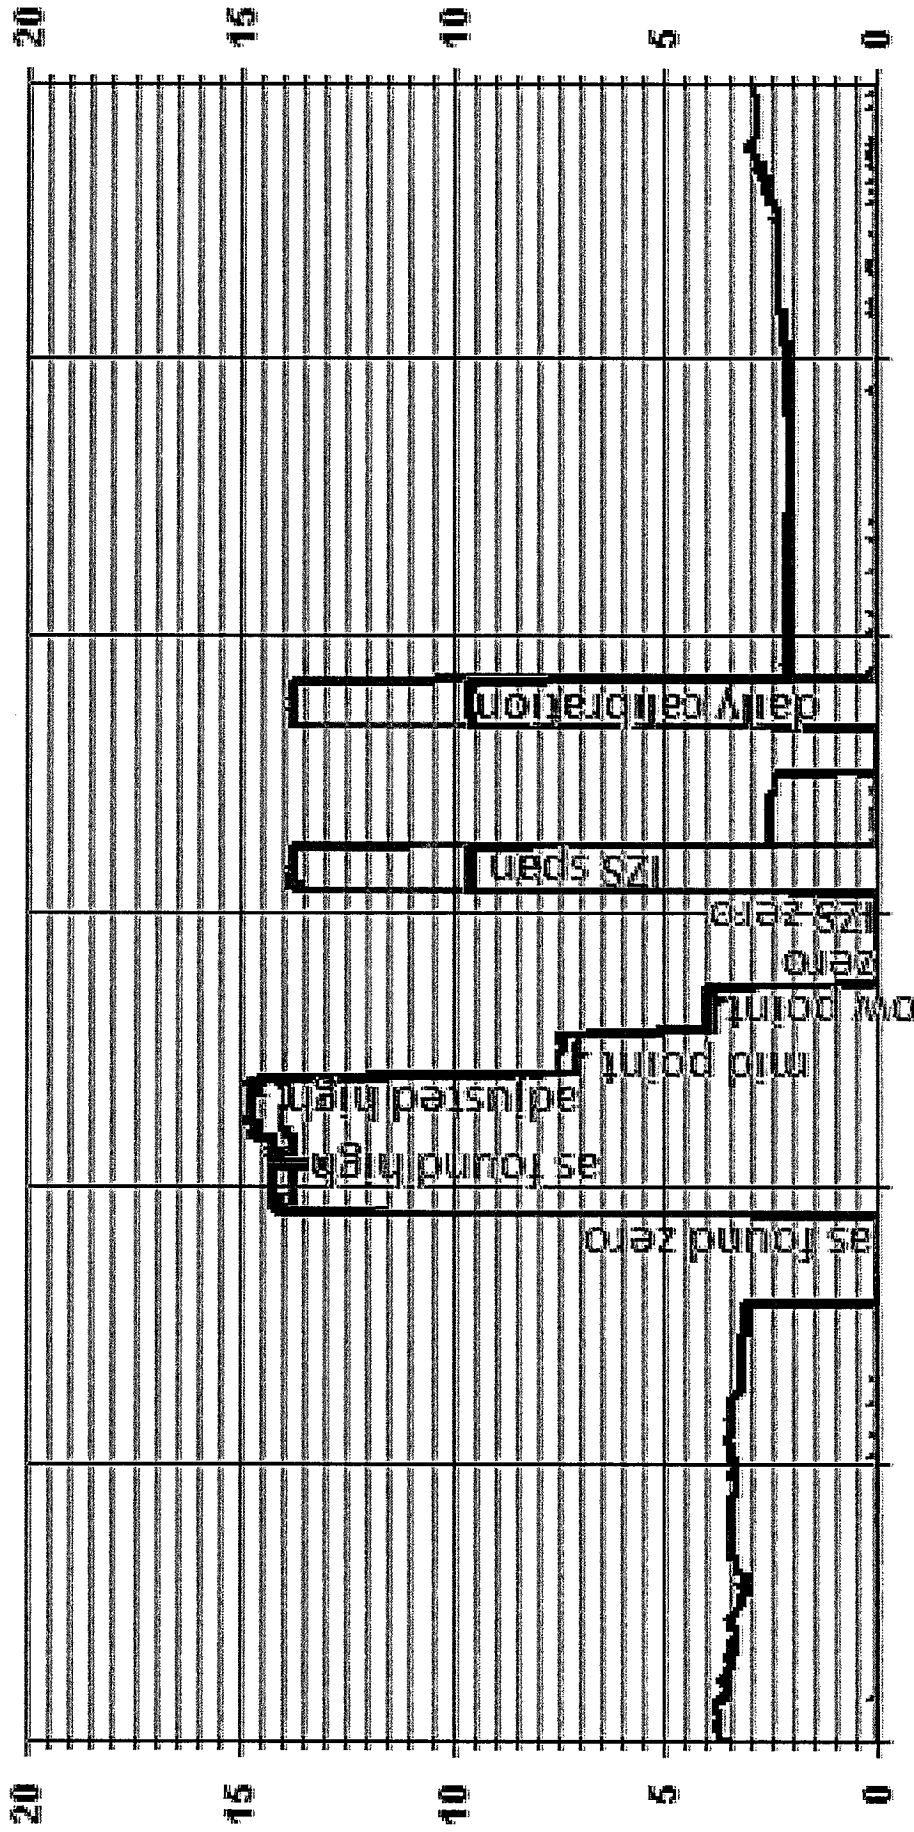 20
15
10
5
0
daily calibration
IZS span
IZS zero
zero
ow point
mid point
adjusted high
as found high
as found zero
20
15
10
5
0